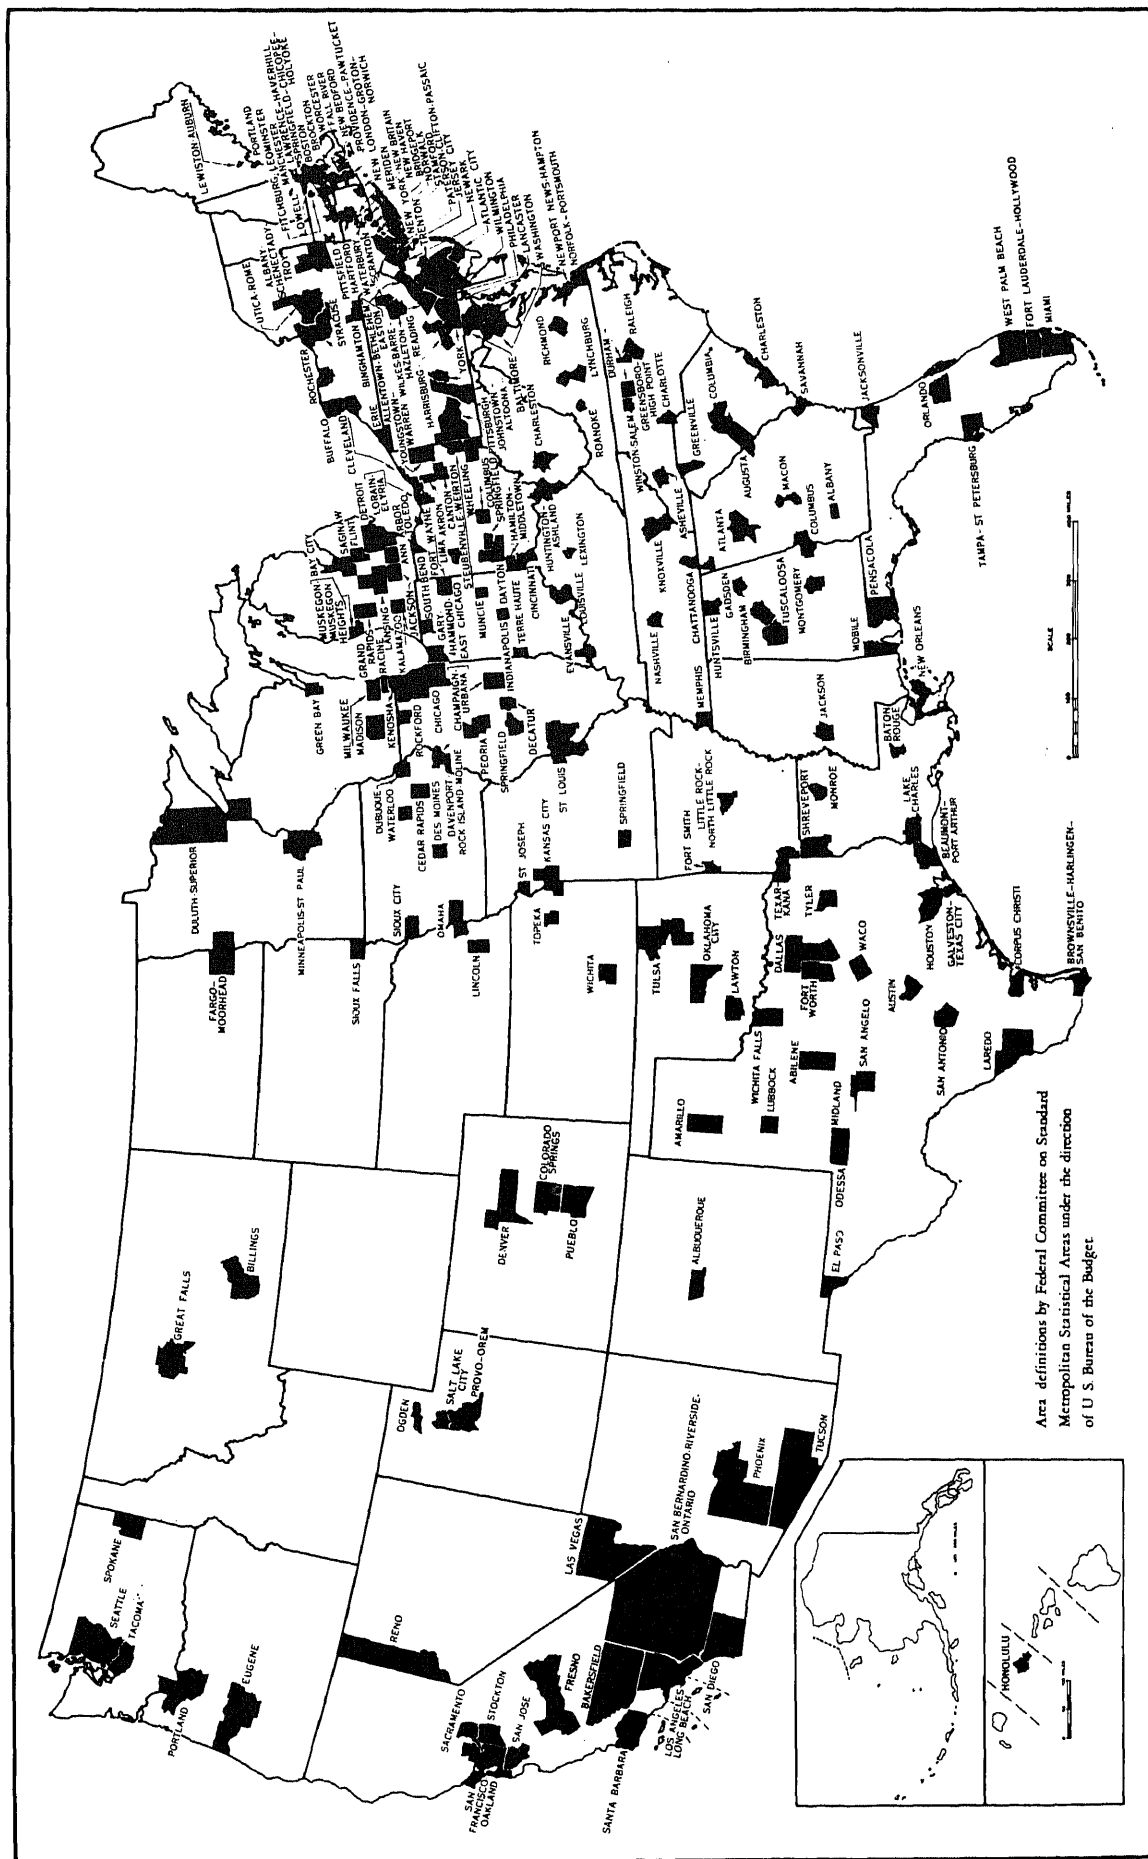 SPOKANE
SEATTLE
TACOMA
PORTLAND
EUGENE
GREAT FALLS
BILLINGS
RENO
SACRAMENTO
STOCKTON
SAN JOSE
SAN
FRANCISCO
OAKLAND
FRESNO
BAKERSFIELD
SANTA BARBARA
LOS ANGELES
LONG BEACH
SAN DIEGO
LAS VEGAS
SAN BERNARDINO-RIVERSIDE-
ONTARIO
PHOENIX
TUCSON
OGDEN
SALT LAKE
CITY
PROVO-OREM
DENVER
COLORADO
SPRINGS
PUEBLO
ALBUQUERQUE
EL PASO
FARGO-
MOORHEAD
SIOUX FALLS
DULUTH-SUPERIOR
MINNEAPOLIS-ST PAUL
SIOUX CITY
OMAHA
LINCOLN
TOPEKA
WICHITA
ST JOSEPH
KANSAS CITY
ST LOUIS
SPRINGFIELD
DUBUQUE
WATERLOO
CEDAR RAPIDS
DES MOINES
DAVENPORT
ROCK ISLAND-MOLINE
TULSA
OKLAHOMA
CITY
LAWTON
WICHITA FALLS
AMARILLO
LUBBOCK
ABILENE
MIDLAND
ODESSA
SAN ANGELO
DALLAS
FORT
WORTH
WACO
TYLER
TEXAR-
KANA
AUSTIN
SAN ANTONIO
HOUSTON
GALVESTON-
TEXAS CITY
BEAUMONT-
PORT ARTHUR
CORPUS CHRISTI
LAREDO
BROWNSVILLE-HARLINGEN-
SAN BENITO
FORT SMITH
LITTLE ROCK-
NORTH LITTLE ROCK
SHREVEPORT
MONROE
LAKE
CHARLES
BATON
ROUGE
NEW ORLEANS
JACKSON
MEMPHIS
GREEN BAY
MILWAUKEE
MADISON
RACINE
KENOSHA
ROCKFORD
CHICAGO
CHAMPAIGN-
URBANA
PEORIA
SPRINGFIELD
DECATUR
MUSKEGON
MUSKEGON
HEIGHTS
GRAND
RAPIDS
LANSING
KALAMAZOO
JACKSON
BAY CITY
SAGINAW
FLINT
DETROIT
ANN ARBOR
TOLEDO
LORAIN
ELYRIA
CLEVELAND
SOUTH BEND
GARY
HAMMOND-
EAST CHICAGO
FORT WAYNE
LIMA
AKRON
CANTON
STEUBENVILLE-WEIRTON
WHEELING
MUNCIE
INDIANAPOLIS
TERRE HAUTE
DAYTON
CINCINNATI
HAMILTON-
MIDDLETOWN
SPRINGFIELD
COLUMBUS
EVANSVILLE
LOUISVILLE
LEXINGTON
HUNTINGTON-
ASHLAND
CHARLESTON
NASHVILLE
KNOXVILLE
CHATTANOOGA
HUNTSVILLE
GADSDEN
BIRMINGHAM
TUSCALOOSA
MONTGOMERY
MOBILE
PENSACOLA
ATLANTA
AUGUSTA
MACON
COLUMBUS
ALBANY
ASHEVILLE
GREENVILLE
COLUMBIA
CHARLESTON
SAVANNAH
JACKSONVILLE
ORLANDO
TAMPA-ST PETERSBURG
WEST PALM BEACH
FORT LAUDERDALE-HOLLYWOOD
MIAMI
WINSTON-SALEM
GREENSBORO-
HIGH POINT
CHARLOTTE
DURHAM
RALEIGH
ROANOKE
LYNCHBURG
RICHMOND
NEWPORT NEWS-HAMPTON
NORFOLK-PORTSMOUTH
WASHINGTON
BALTIMORE
LANCASTER
PHILADELPHIA
WILMINGTON
ATLANTIC CITY
NEWARK
JERSEY CITY
PATERSON-CLIFTON-PASSAIC
STAMFORD
NORWALK
BRIDGEPORT
TRENTON
NEW YORK
NEW HAVEN
NEW BRITAIN
MERIDEN
NEW LONDON-GROTON-
NORWICH
PROVIDENCE-PAWTUCKET
NEW BEDFORD
FALL RIVER
WORCESTER
BROCKTON
BOSTON
SPRINGFIELD-CHICOPEE-
HOLYOKE
LAWRENCE-HAVERHILL
LOWELL
MANCHESTER
FITCHBURG
LEOMINSTER
PORTLAND
LEWISTON-AUBURN
ALBANY
SCHENECTADY
TROY
UTICA-ROME
SYRACUSE
ROCHESTER
BUFFALO
BINGHAMTON
PITTSFIELD
HARTFORD
WATERBURY
SCRANTON
ALLENTOWN-BETHLEHEM-
EASTON
WILKES-BARRE-
HAZLETON
READING
HARRISBURG
YORK
ERIE
YOUNGSTOWN-
WARREN
PITTSBURGH
JOHNSTOWN
ALTOONA
SCALE
HONOLULU
Area definitions by Federal Committee on Standard
Metropolitan Statistical Areas under the direction
of U S. Bureau of the Budget